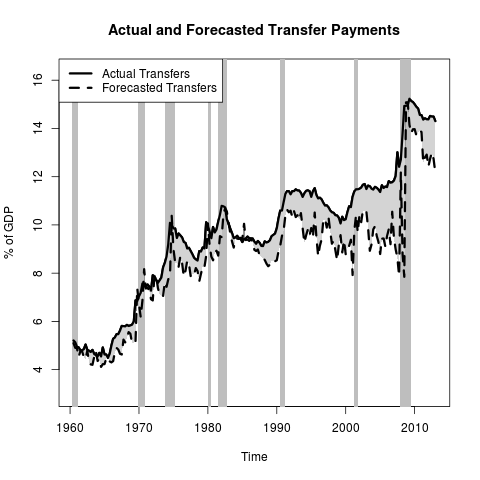 Actual and Forecasted Transfer Payments
Actual Transfers
Forecasted Transfers
% of GDP
16
14
12
10
8
6
4
1960 1970 1980 1990 2000 2010
Time